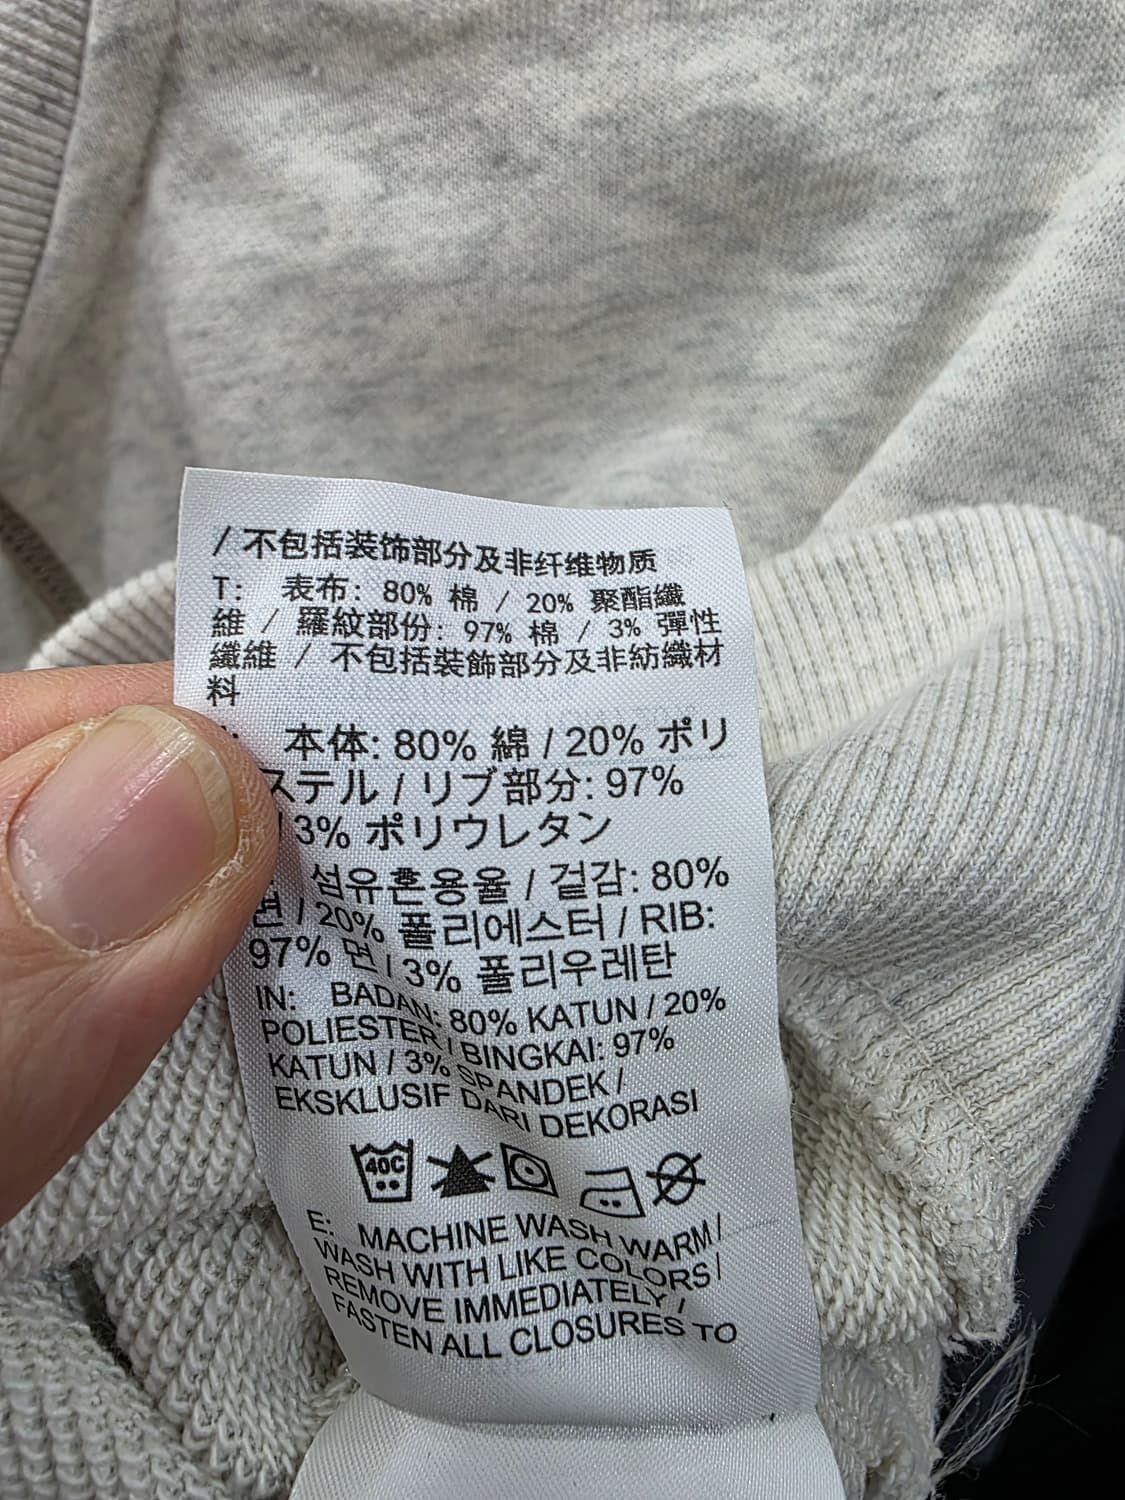 / 不包括装饰部分及非纤维物质
T: 表布: 80% 棉 / 20% 聚酯纖
維 / 羅紋部份: 97% 棉 / 3% 彈性
纖維 / 不包括裝飾部分及非紡織材
料
本体: 80% 綿 / 20% ポリ
ステル / リブ部分: 97%
/ 3% ポリウレタン
섬유혼용율 / 겉감: 80%
면 / 20% 폴리에스터 / RIB:
97% 면 / 3% 폴리우레탄
IN: BADAN: 80% KATUN / 20%
POLIESTER / BINGKAI: 97%
KATUN / 3% SPANDEK /
EKSKLUSIF DARI DEKORASI
40C
E: MACHINE WASH WARM /
WASH WITH LIKE COLORS /
REMOVE IMMEDIATELY /
FASTEN ALL CLOSURES TO